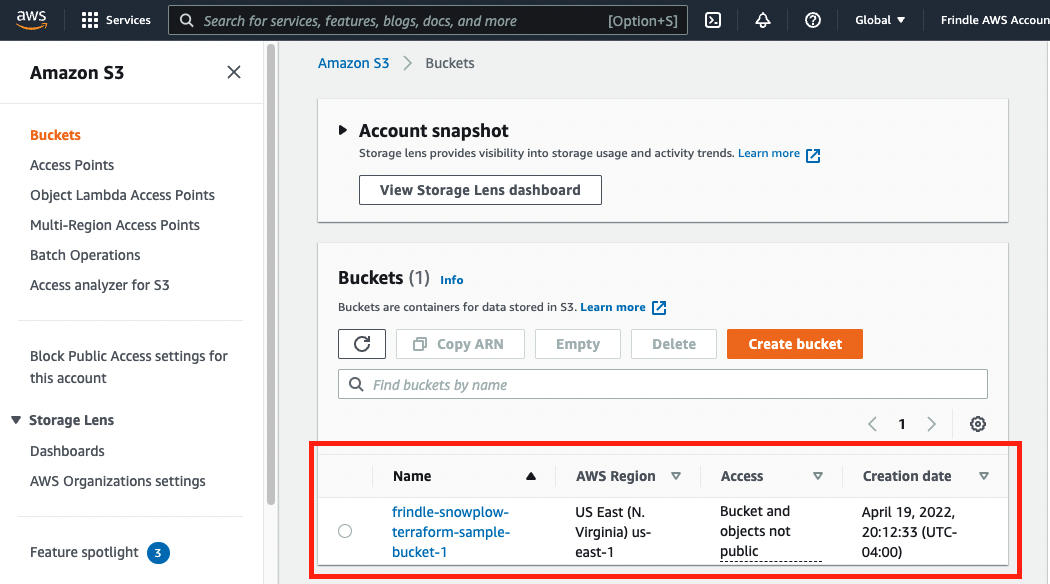 aws
Services
Search for services, features, blogs, docs, and more
[Option+S]
Global ▼
Frindle AWS Accoun
Amazon S3
Buckets
Access Points
Object Lambda Access Points
Multi-Region Access Points
Batch Operations
Access analyzer for S3
Block Public Access settings for
this account
Storage Lens
Dashboards
AWS Organizations settings
Feature spotlight 3
Amazon S3 > Buckets
Account snapshot
Storage lens provides visibility into storage usage and activity trends. Learn more
View Storage Lens dashboard
Buckets (1) Info
Buckets are containers for data stored in S3. Learn more
Copy ARN
Empty
Delete
Create bucket
Find buckets by name
1
Name
AWS Region
Access
Creation date
frindle-snowplow-
terraform-sample-
bucket-1
US East (N.
Virginia) us-
east-1
Bucket and
objects not
public
April 19, 2022,
20:12:33 (UTC-
04:00)